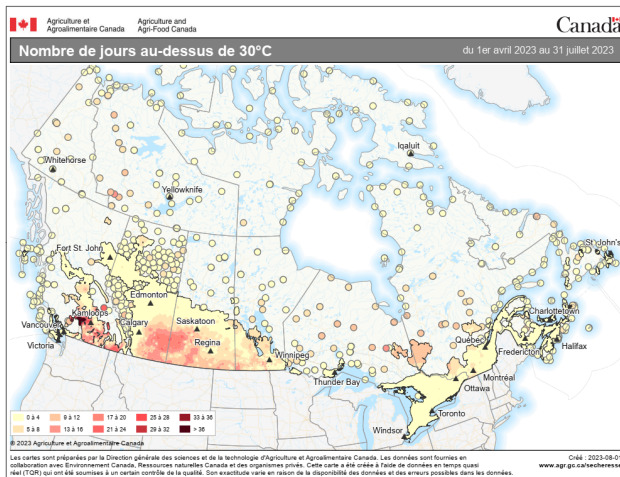 Agriculture et
Agroalimentaire Canada
Agriculture and
Agri-Food Canada
Canada
Nombre de jours au-dessus de 30°C
du 1er avril 2023 au 31 juillet 2023
Iqaluit
Whitehorse
Yellowknife
St. John's
Fort St. John
Edmonton
Charlottetown
Kamloops
Saskatoon
Vancouver
Calgary
Québec
Victoria
Regina
Winnipeg
Fredericton
Halifax
Thunder Bay
Montréal
Ottawa
Toronto
Windsor
0 à 4
9 à 12
17 à 20
25 à 28
33 à 36
5 à 8
13 à 16
21 à 24
29 à 32
> 36
© 2023 Agriculture et Agroalimentaire Canada
Les cartes sont préparées par la Direction générale des sciences et de la technologie d'Agriculture et Agroalimentaire Canada. Les données sont fournies en
collaboration avec Environnement Canada, Ressources naturelles Canada et des organismes privés. Cette carte a été créée à l'aide de données en temps quasi
réel (TQR) qui ont été soumises à un certain contrôle de la qualité. Son exactitude varie en raison de la disponibilité des données et des erreurs possibles dans les données.
Créé : 2023-08-01
www.agr.gc.ca/secheresse